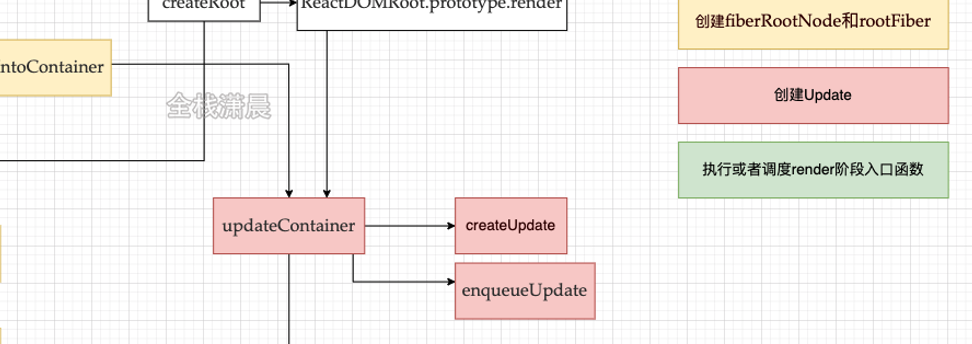 createRoot
ReactDOMRoot.prototype.render
创建fiberRootNode和rootFiber
ntoContainer
创建Update
全栈潇晨
执行或者调度render阶段入口函数
updateContainer
createUpdate
enqueueUpdate